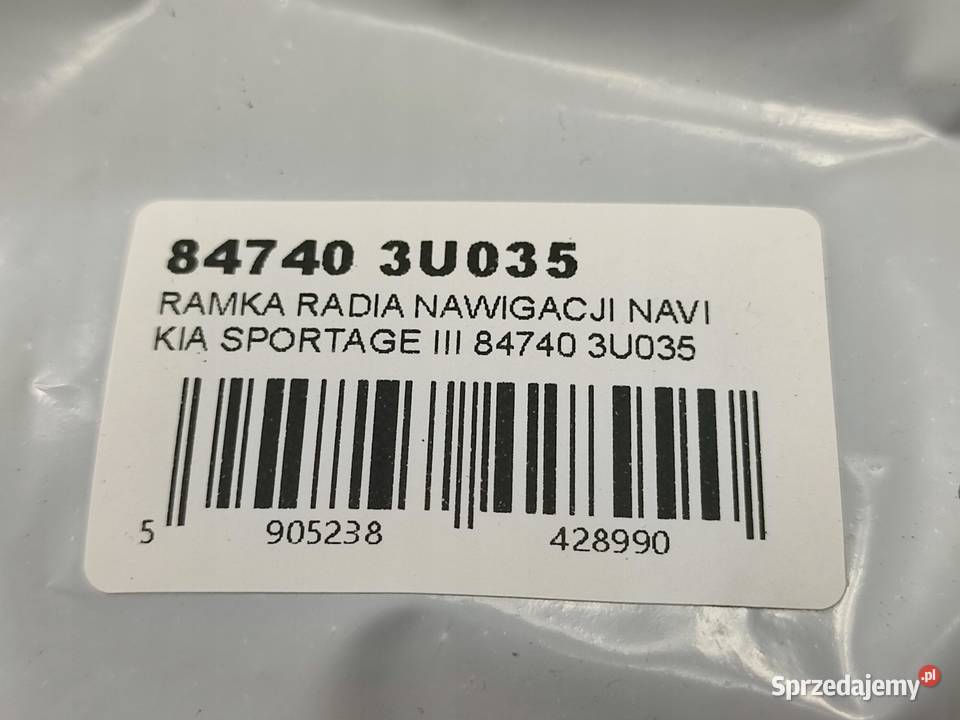 84740 3U035
RAMKA RADIA NAWIGACJI NAVI
KIA SPORTAGE III 84740 3U035
5 905238 428990
Sprzedajemy.pl